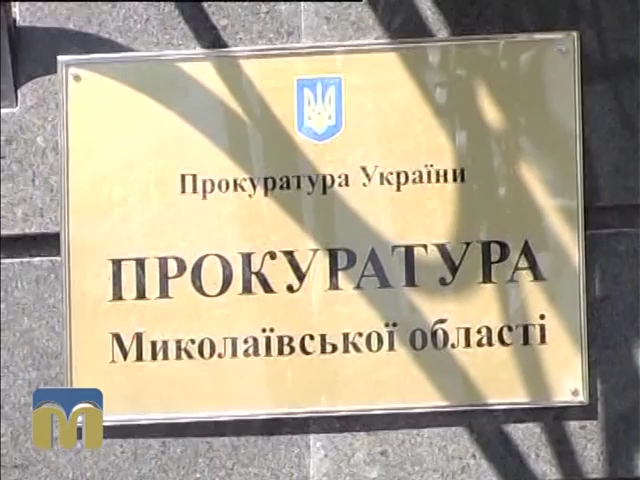 Прокуратура України
ПРОКУРАТУРА
Миколаївської області